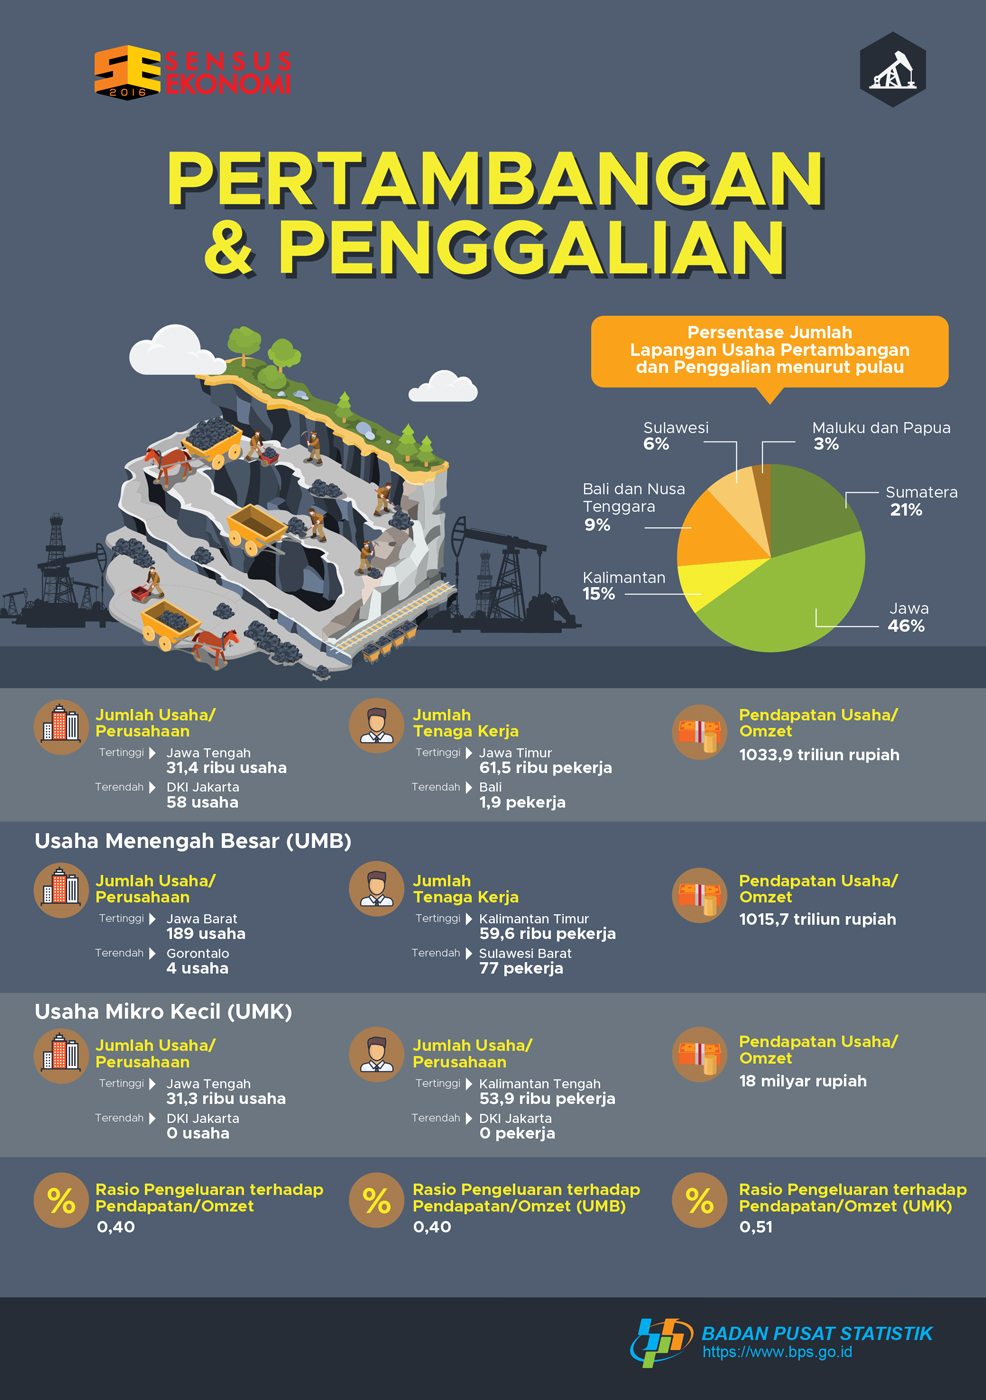 SENSUS
EKONOMI
2016
PERTAMBANGAN
& PENGGALIAN
Persentase Jumlah
Lapangan Usaha Pertambangan
dan Penggalian menurut pulau
Sulawesi
6%
Maluku dan Papua
3%
Bali dan Nusa
Tenggara
9%
Sumatera
21%
Kalimantan
15%
Jawa
46%
Jumlah Usaha/
Perusahaan
Tertinggi Jawa Tengah
31,4 ribu usaha
Terendah DKI Jakarta
58 usaha
Jumlah
Tenaga Kerja
Tertinggi Jawa Timur
61,5 ribu pekerja
Terendah Bali
1,9 pekerja
Pendapatan Usaha/
Omzet
1033,9 triliun rupiah
Usaha Menengah Besar (UMB)
Jumlah Usaha/
Perusahaan
Tertinggi Jawa Barat
189 usaha
Terendah Gorontalo
4 usaha
Jumlah
Tenaga Kerja
Tertinggi Kalimantan Timur
59,6 ribu pekerja
Terendah Sulawesi Barat
77 pekerja
Pendapatan Usaha/
Omzet
1015,7 triliun rupiah
Usaha Mikro Kecil (UMK)
Jumlah Usaha/
Perusahaan
Tertinggi Jawa Tengah
31,3 ribu usaha
Terendah DKI Jakarta
0 usaha
Jumlah Usaha/
Perusahaan
Tertinggi Kalimantan Tengah
53,9 ribu pekerja
Terendah DKI Jakarta
0 pekerja
Pendapatan Usaha/
Omzet
18 milyar rupiah
%
Rasio Pengeluaran terhadap
Pendapatan/Omzet
0,40
%
Rasio Pengeluaran terhadap
Pendapatan/Omzet (UMB)
0,40
%
Rasio Pengeluaran terhadap
Pendapatan/Omzet (UMK)
0,51
BADAN PUSAT STATISTIK
https://www.bps.go.id